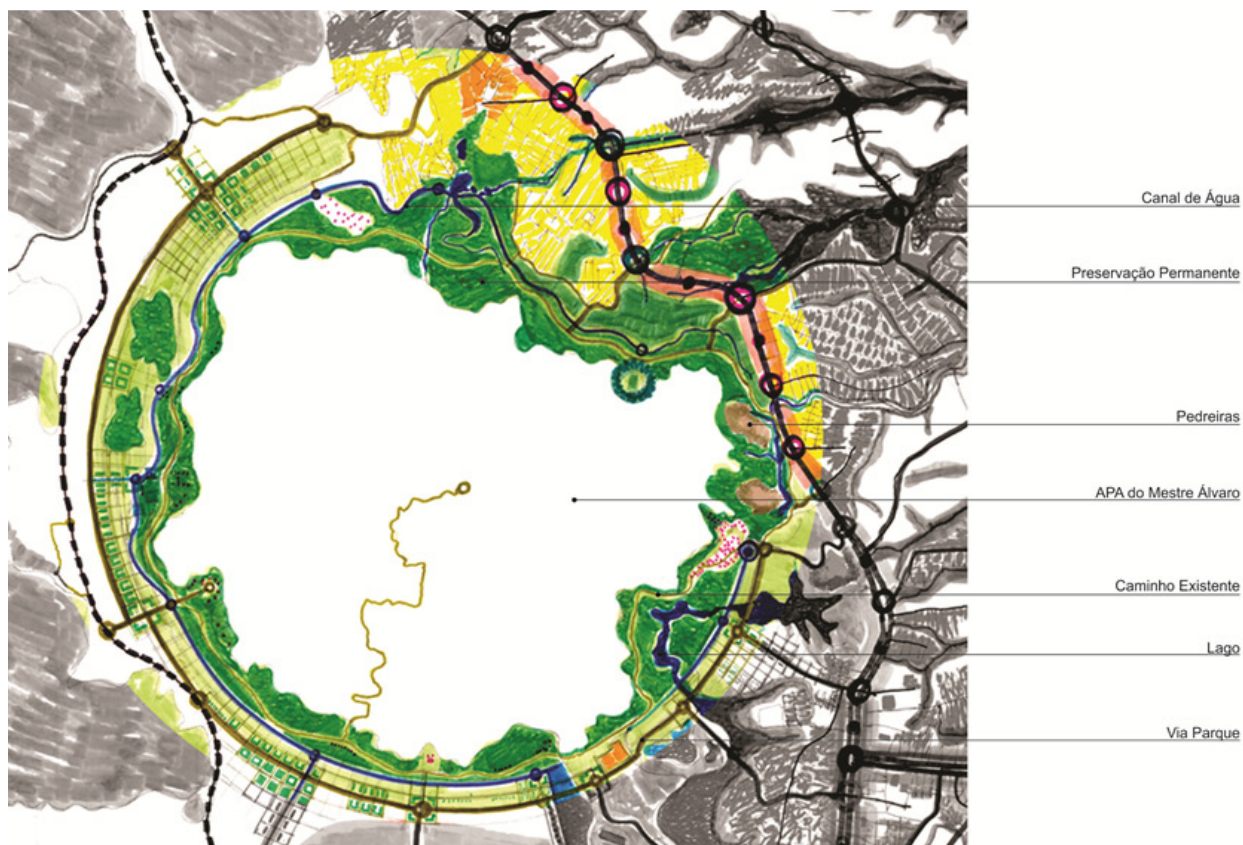 Canal de Água
Preservação Permanente
Pedreiras
APA do Mestre Álvaro
Caminho Existente
Lago
Via Parque